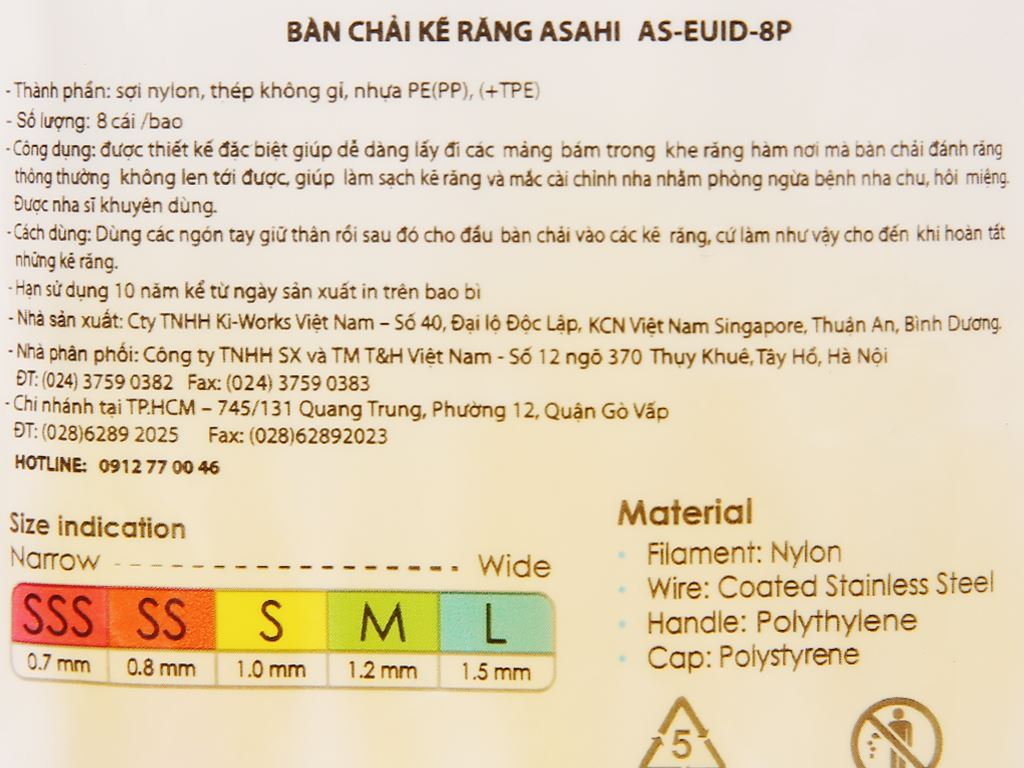 BÀN CHẢI KẼ RĂNG ASAHI AS-EUID-8P
- Thành phần: sợi nylon, thép không gỉ, nhựa PE(PP), (+TPE)
- Số lượng: 8 cái /bao
- Công dụng: được thiết kế đặc biệt giúp dễ dàng lấy đi các mảng bám trong khe răng hàm nơi mà bàn chải đánh răng
thông thường không len tới được, giúp làm sạch kẽ răng và mắc cài chỉnh nha nhằm phòng ngừa bệnh nha chu, hôi miệng.
Được nha sĩ khuyên dùng.
- Cách dùng: Dùng các ngón tay giữ thân rồi sau đó cho đầu bàn chải vào các kẽ răng, cứ làm như vậy cho đến khi hoàn tất
những kẽ răng.
- Hạn sử dụng 10 năm kể từ ngày sản xuất in trên bao bì
- Nhà sản xuất: Cty TNHH Ki-Works Việt Nam – Số 40, Đại lộ Độc Lập, KCN Việt Nam Singapore, Thuận An, Bình Dương.
- Nhà phân phối: Công ty TNHH SX và TM T&H Việt Nam - Số 12 ngõ 370 Thụy Khuê, Tây Hồ, Hà Nội
ĐT: (024) 3759 0382 Fax: (024) 3759 0383
- Chi nhánh tại TP.HCM – 745/131 Quang Trung, Phường 12, Quận Gò Vấp
ĐT: (028)6289 2025 Fax: (028)62892023
HOTLINE: 0912 77 00 46
Size indication
Narrow - - - - - - - - - - - - - - - - - - - - - Wide
SSS SS S M L
0.7 mm 0.8 mm 1.0 mm 1.2 mm 1.5 mm
Material
• Filament: Nylon
• Wire: Coated Stainless Steel
• Handle: Polythylene
• Cap: Polystyrene
5